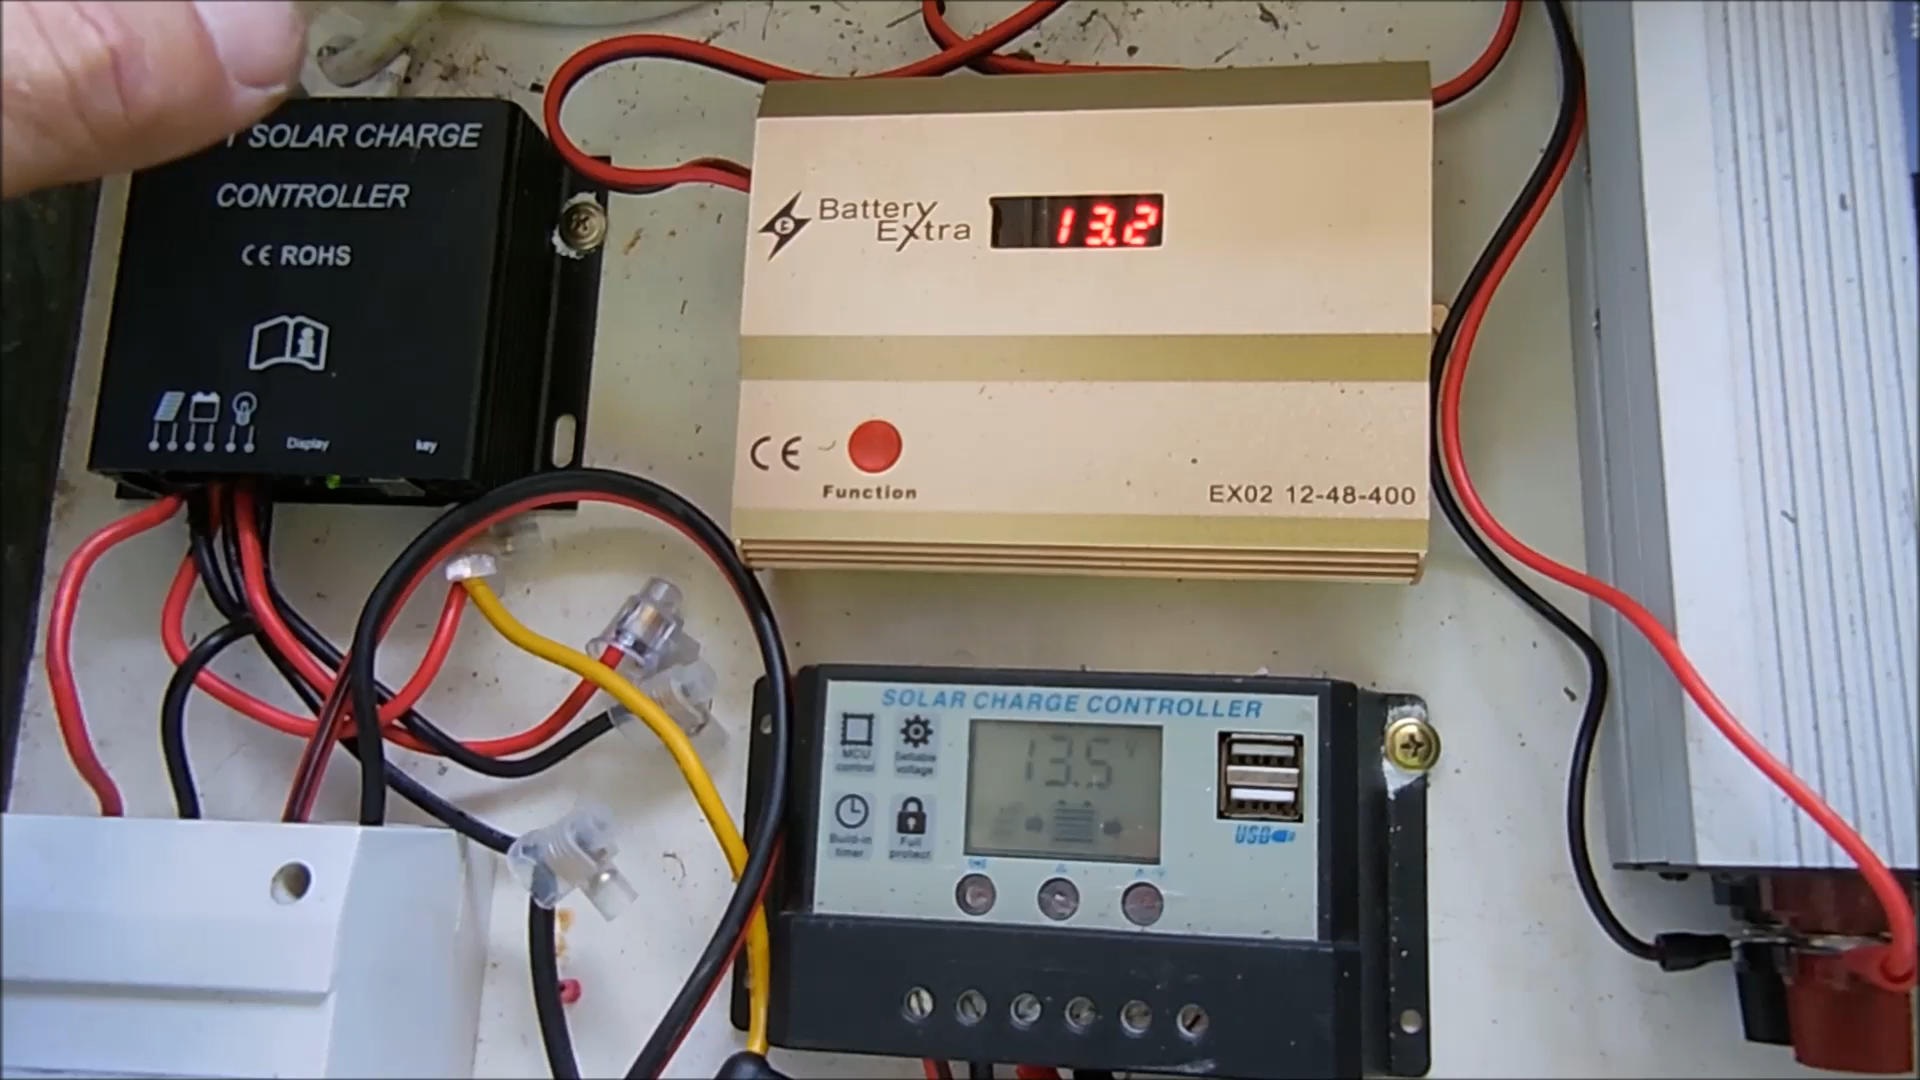 SOLAR CHARGE
CONTROLLER
CE ROHS
Display
key
Battery
Extra
13.2
CE
Function
EX02 12-48-400
SOLAR CHARGE CONTROLLER
MCU
control
Settable
voltage
Build-in
timer
Full
protect
13.5 V
USB